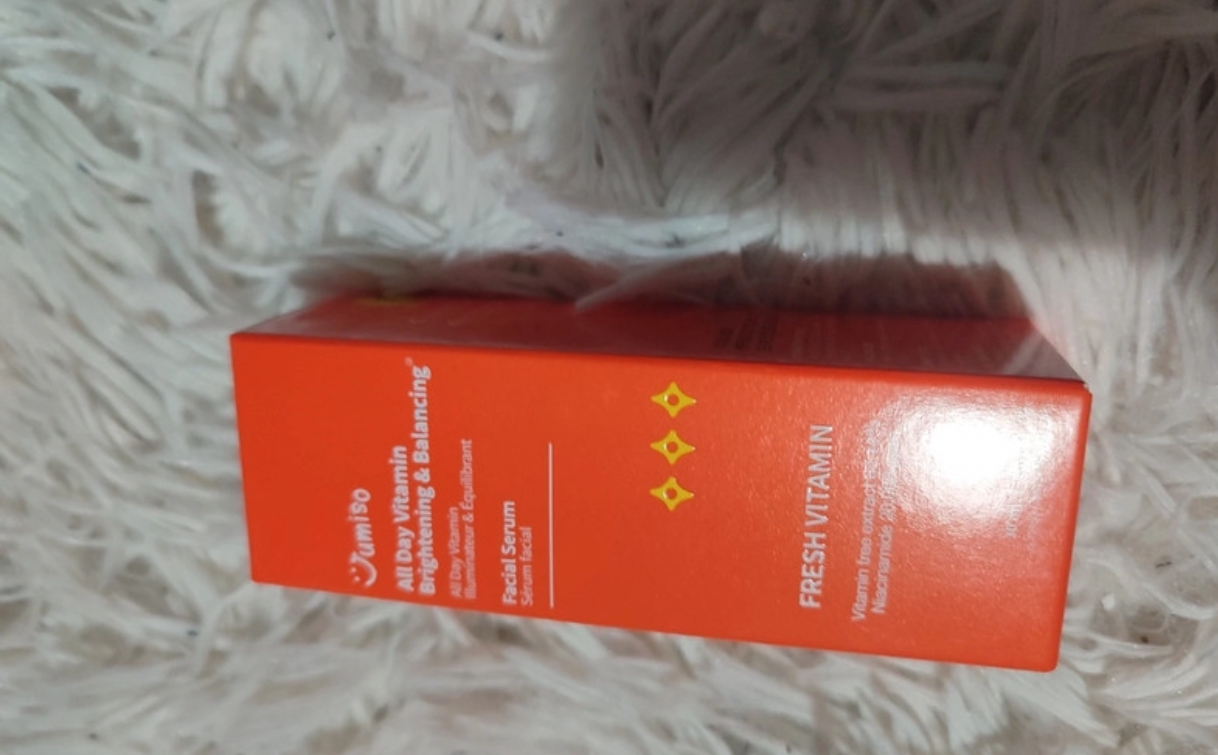 Jumiso
All Day Vitamin
Brightening & Balancing
All Day Vitamin
Illuminateur & Équilibrant
Facial Serum
Sérum facial
FRESH VITAMIN
Vitamin tree extract
Niacinamide